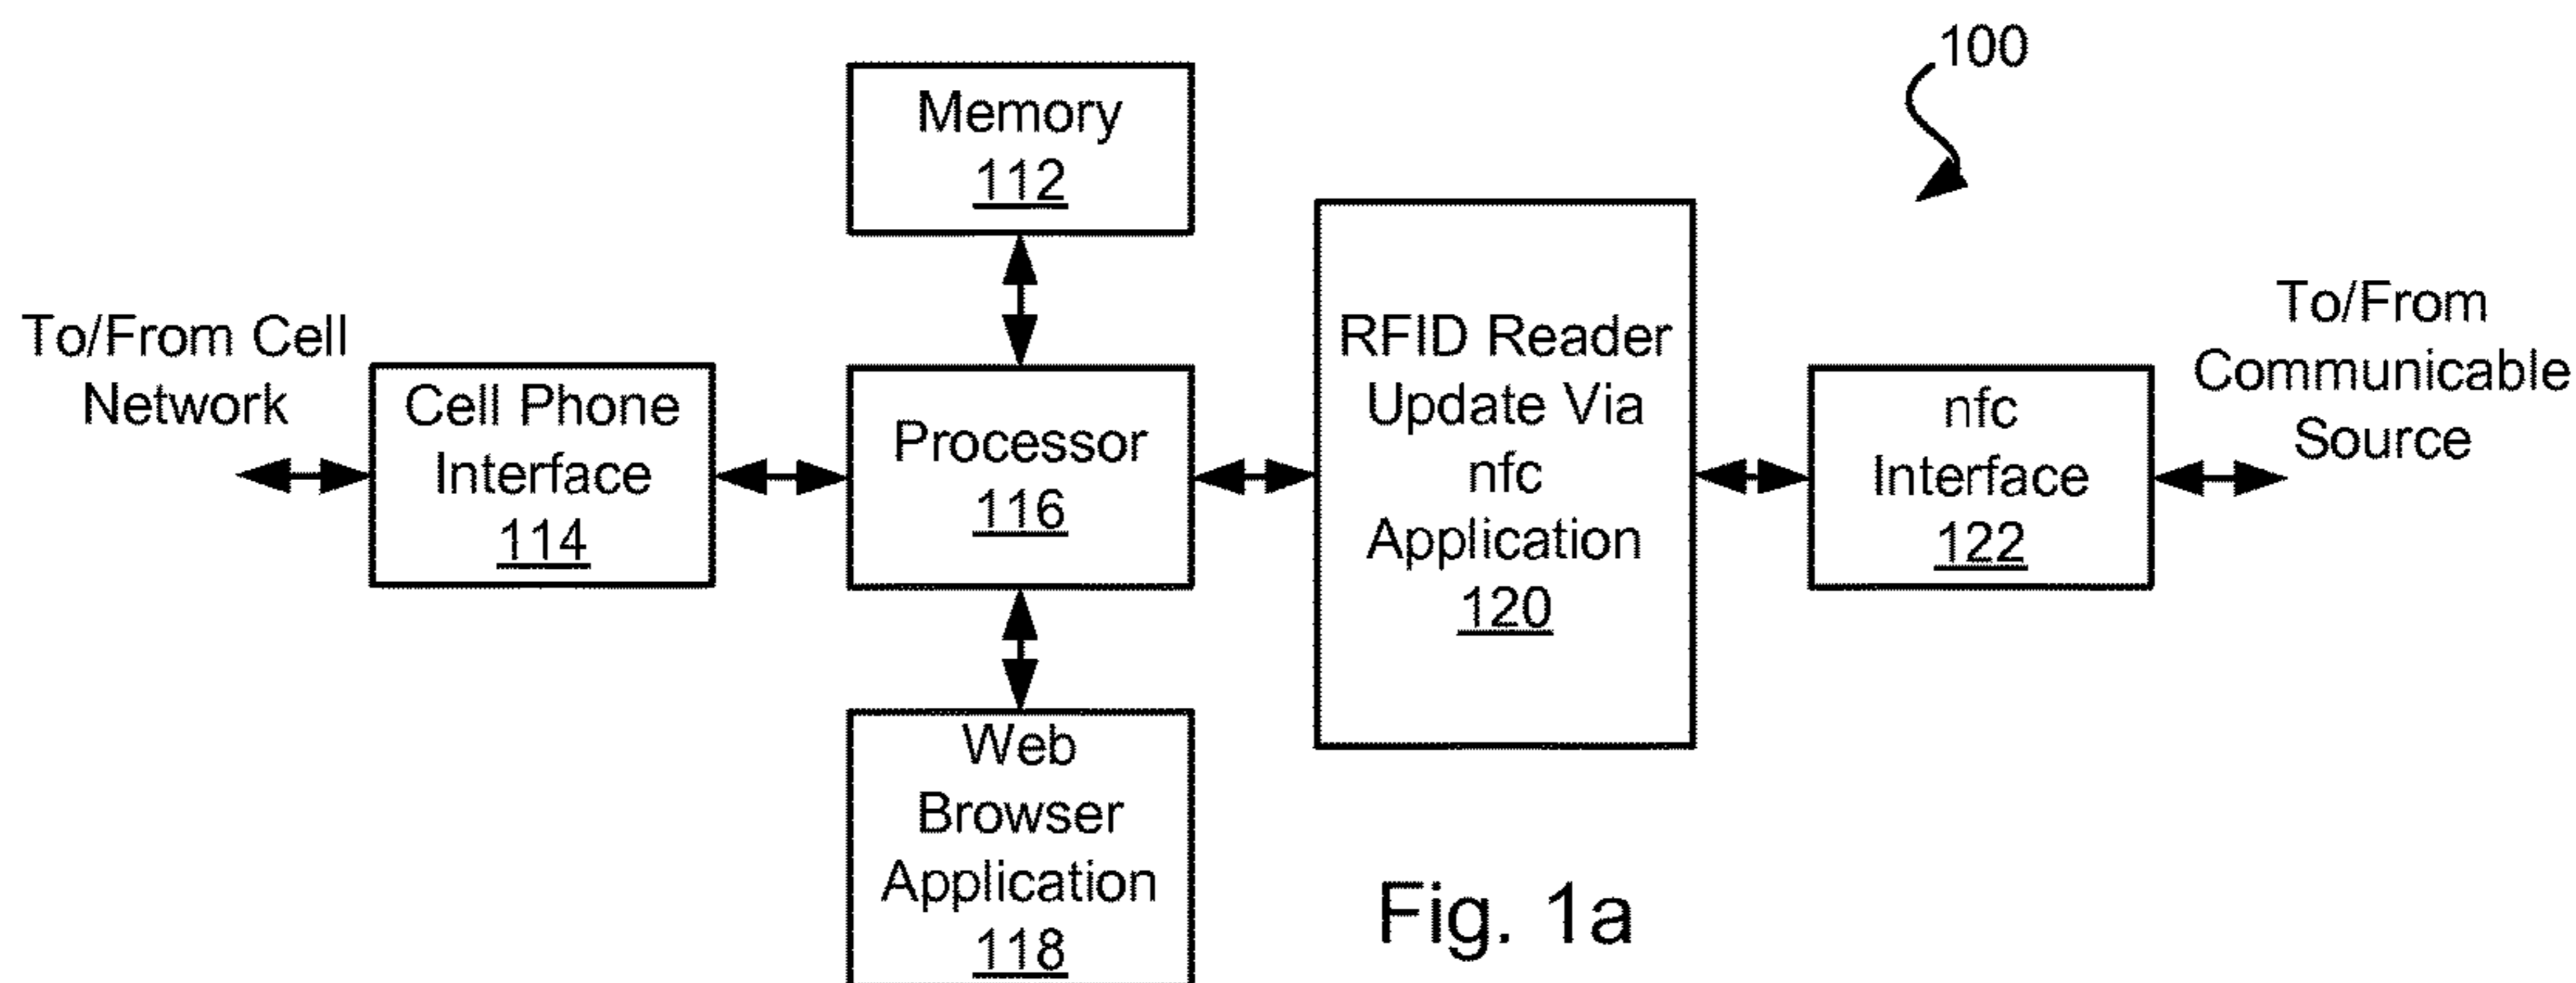 100
Memory
112
To/From Cell
Network
Cell Phone
Interface
114
Processor
116
RFID Reader
Update Via
nfc
Application
120
nfc
Interface
122
To/From
Communicable
Source
Web
Browser
Application
118
Fig. 1a